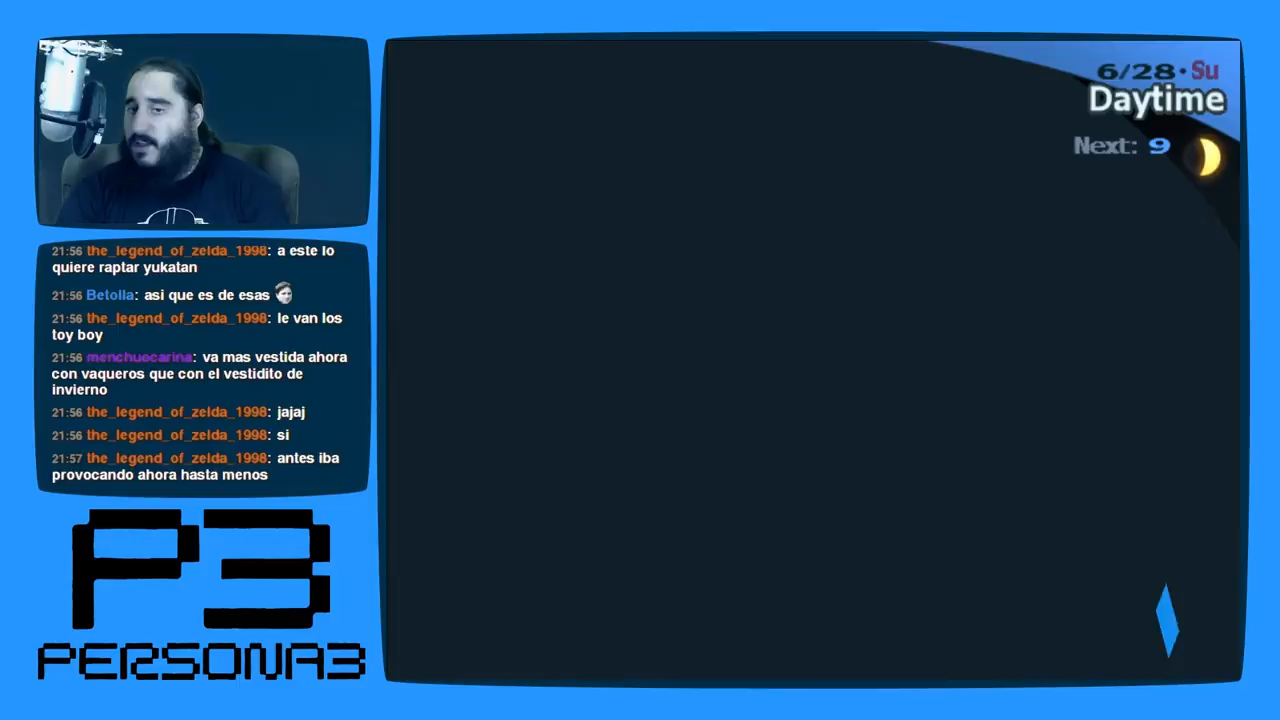 21:56 the_legend_of_zelda_1998: a este lo
quiere raptar yukatan
21:56 Betolla: asi que es de esas
21:56 the_legend_of_zelda_1998: le van los
toy boy
21:56 menchuecarina: va mas vestida ahora
con vaqueros que con el vestidito de
invierno
21:56 the_legend_of_zelda_1998: jajaj
21:56 the_legend_of_zelda_1998: si
21:57 the_legend_of_zelda_1998: antes iba
provocando ahora hasta menos
P3
PERSONA3
6/28·Su
Daytime
Next: 9